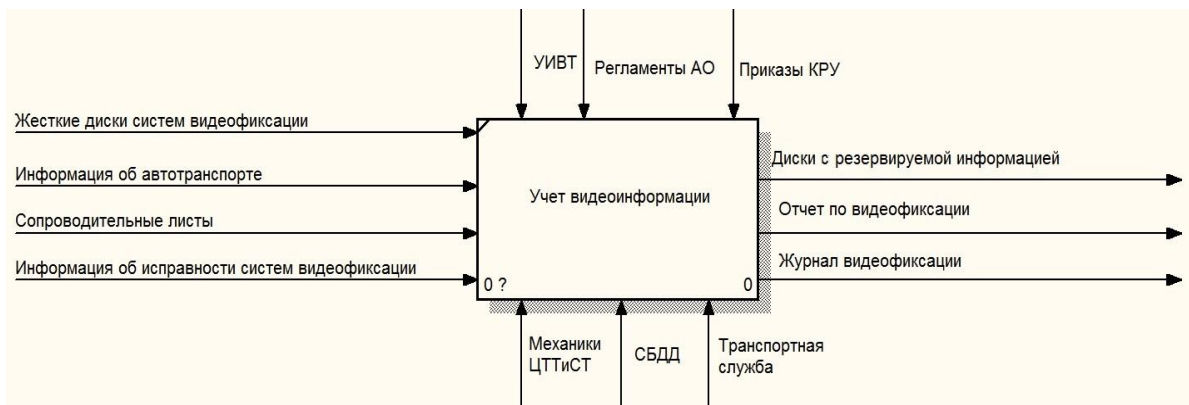 УИВТ
Регламенты АО
Приказы КРУ
Жесткие диски систем видеофиксации
Информация об автотранспорте
Сопроводительные листы
Информация об исправности систем видеофиксации
Учет видеоинформации
0 ?
0
Диски с резервируемой информацией
Отчет по видеофиксации
Журнал видеофиксации
Механики
ЦТТиСТ
СБДД
Транспортная
служба